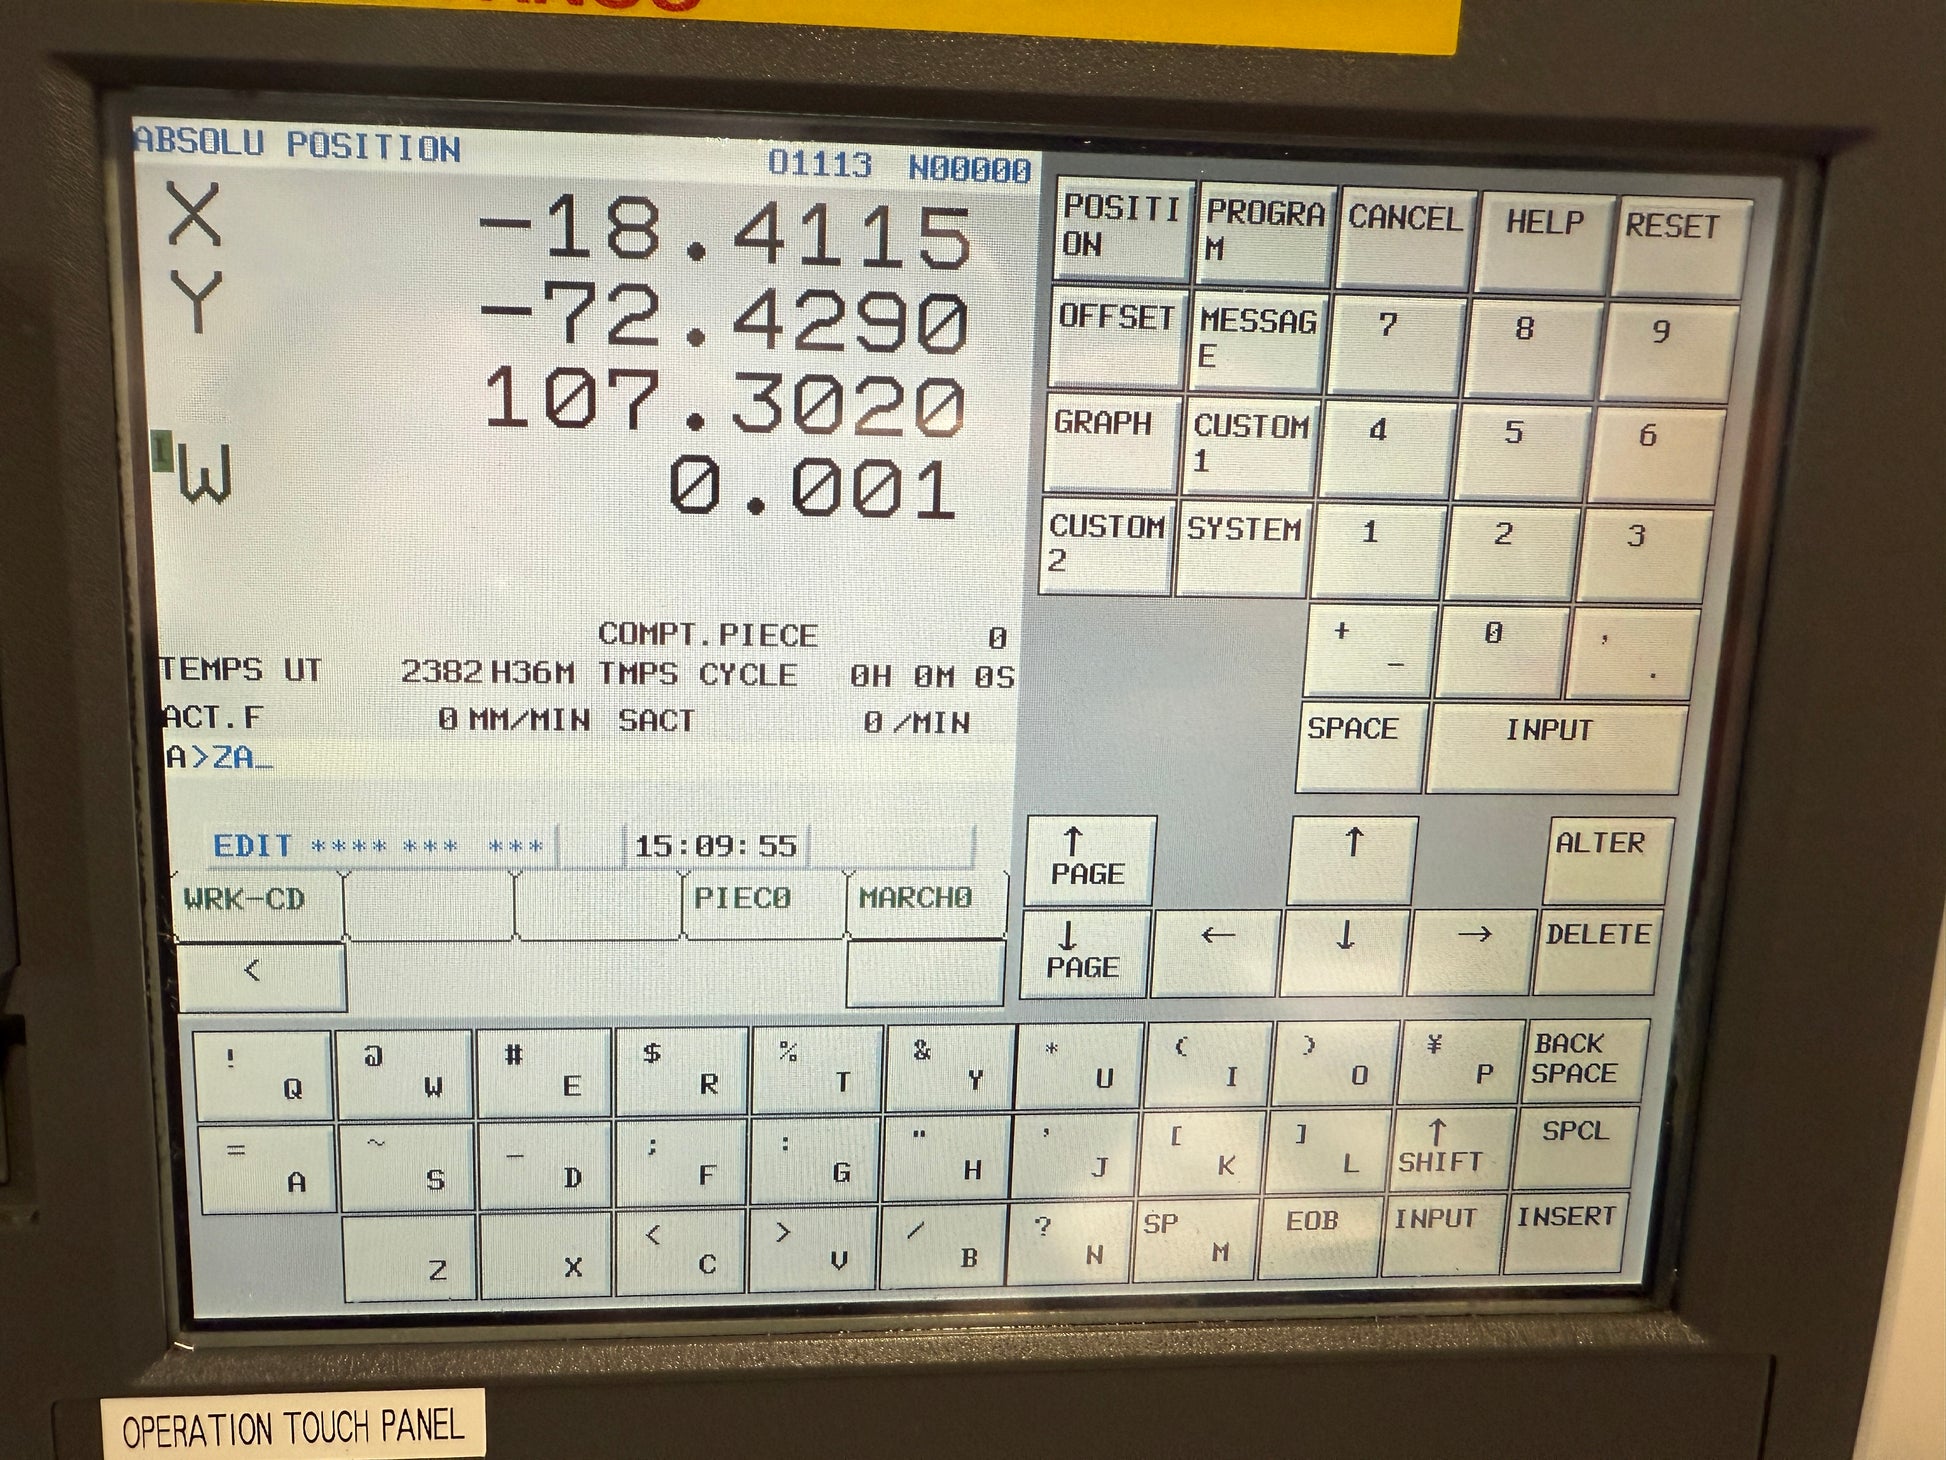 ABSOLU POSITION O1113 N00000
X -18.4115
Y -72.4290
107.3020
I W 0.001
COMPT.PIECE 0
TEMPS UT 2382H36M TMPS CYCLE 0H 0M 0S
ACT.F 0 MM/MIN SACT 0 /MIN
A>ZA_
EDIT **** *** *** 15:09:55
WRK-CD PIEC0 MARCH0
<
POSITI
ON
PROGRA
M
CANCEL
HELP
RESET
OFFSET
MESSAG
E
7
8
9
GRAPH
CUSTOM
1
4
5
6
CUSTOM
2
SYSTEM
1
2
3
+ -
0
, .
SPACE
INPUT
↑
PAGE
↑
ALTER
↓
PAGE
←
↓
→
DELETE
! Q
@ W
# E
$ R
% T
& Y
* U
( I
) O
¥ P
BACK
SPACE
= A
~ S
_ D
; F
: G
" H
' J
[ K
] L
↑
SHIFT
SPCL
Z
X
< C
> V
/ B
? N
SP M
EOB
INPUT
INSERT
OPERATION TOUCH PANEL